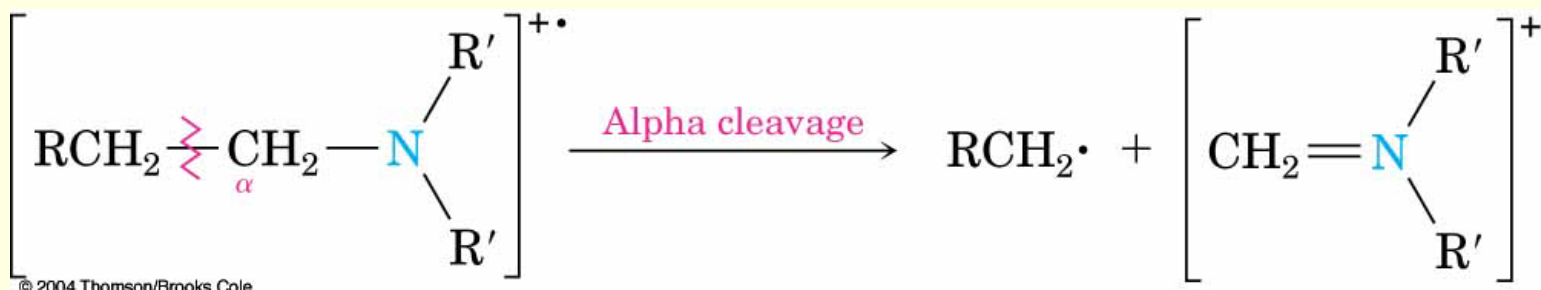 +•
R′
Alpha cleavage
RCH₂ CH₂ N RCH₂• + CH₂ N
α
R′
+
R′
R′
© 2004 Thomson/Brooks Cole